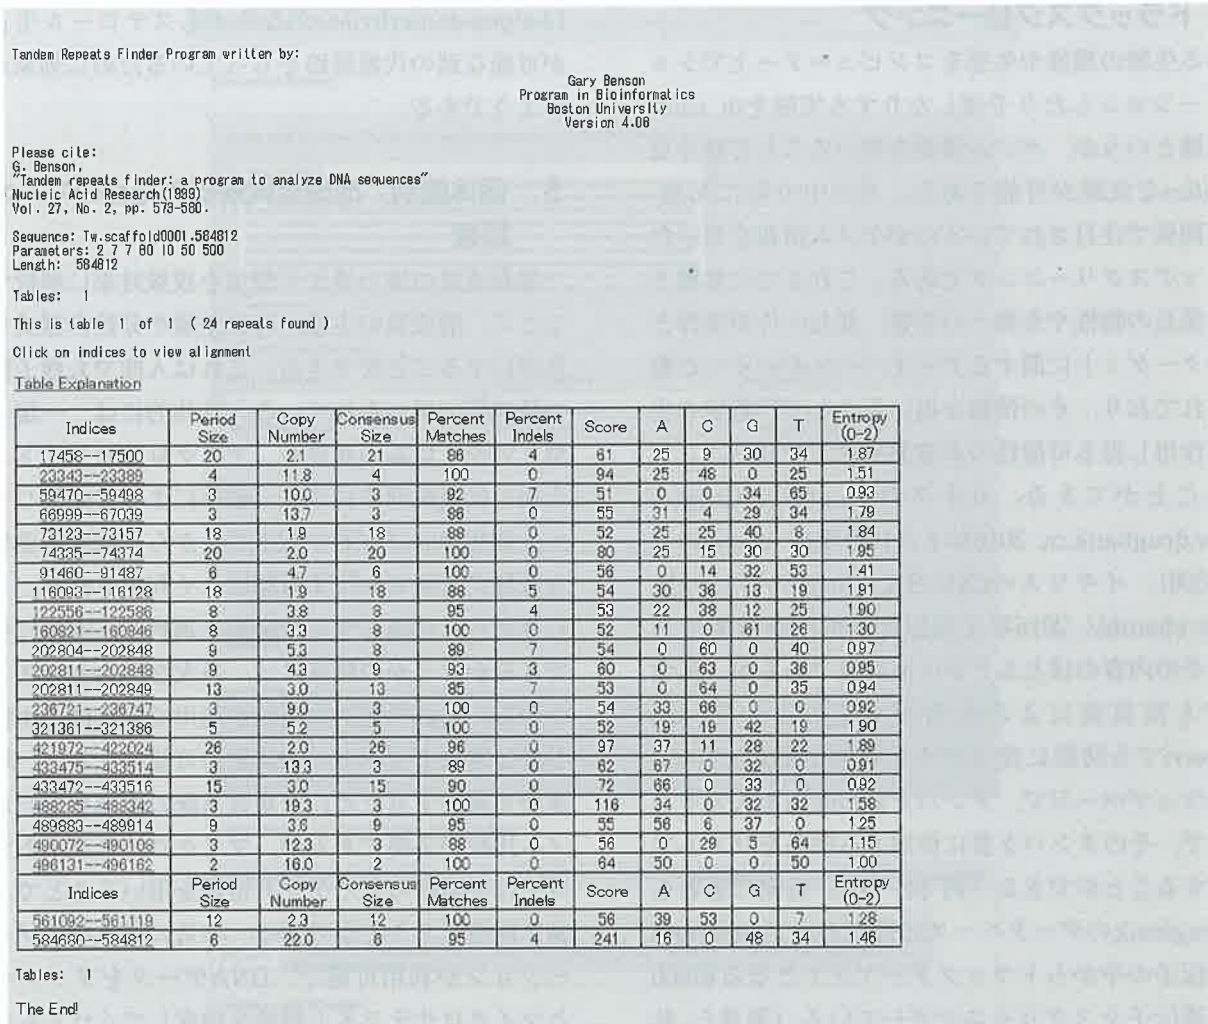 Tandem Repeats Finder Program written by:
Gary Benson
Program in Bioinformatics
Boston University
Version 4.08
Please cite:
G. Benson,
"Tandem repeats finder: a program to analyze DNA sequences"
Nucleic Acid Research(1999)
Vol. 27, No. 2, pp. 573-580.
Sequence: Tw.scaffold0001.584812
Parameters: 2 7 7 80 10 50 500
Length: 584812
Tables: 1
This is table 1 of 1 ( 24 repeats found )
Click on indices to view alignment
Table Explanation
Indices Period Size Copy Number Consensus Size Percent Matches Percent Indels Score A C G T Entropy (0-2)
17458--17500 20 2.1 21 86 4 61 25 9 30 34 1.87
23343--23389 4 11.8 4 100 0 94 25 48 0 25 1.51
59470--59498 3 10.0 3 92 7 51 0 0 34 65 0.93
66999--67039 3 13.7 3 86 0 55 31 4 29 34 1.79
73123--73157 18 1.9 18 88 0 52 25 25 40 8 1.84
74335--74374 20 2.0 20 100 0 80 25 15 30 30 1.95
91460--91487 6 4.7 6 100 0 56 0 14 32 53 1.41
116093--116128 18 1.9 18 88 5 54 30 36 13 19 1.91
122556--122586 8 3.8 8 95 4 53 22 38 12 25 1.90
160821--160846 8 3.3 8 100 0 52 11 0 61 26 1.30
202804--202848 9 5.3 8 89 7 54 0 60 0 40 0.97
202811--202848 9 4.3 9 93 3 60 0 63 0 36 0.95
202811--202849 13 3.0 13 85 7 53 0 64 0 35 0.94
236721--236747 3 9.0 3 100 0 54 33 66 0 0 0.92
321361--321386 5 5.2 5 100 0 52 19 19 42 19 1.90
421972--422024 26 2.0 26 96 0 97 37 11 28 22 1.89
433475--433514 3 13.3 3 89 0 62 67 0 32 0 0.91
433472--433516 15 3.0 15 90 0 72 66 0 33 0 0.92
488285--488342 3 19.3 3 100 0 116 34 0 32 32 1.58
489883--489914 9 3.6 9 95 0 55 56 6 37 0 1.25
490072--490108 3 12.3 3 88 0 56 0 29 5 64 1.15
496131--496162 2 16.0 2 100 0 64 50 0 0 50 1.00
Indices Period Size Copy Number Consensus Size Percent Matches Percent Indels Score A C G T Entropy (0-2)
561092--561119 12 2.3 12 100 0 56 39 53 0 7 1.28
584680--584812 6 22.0 6 95 4 241 16 0 48 34 1.46
Tables: 1
The End!